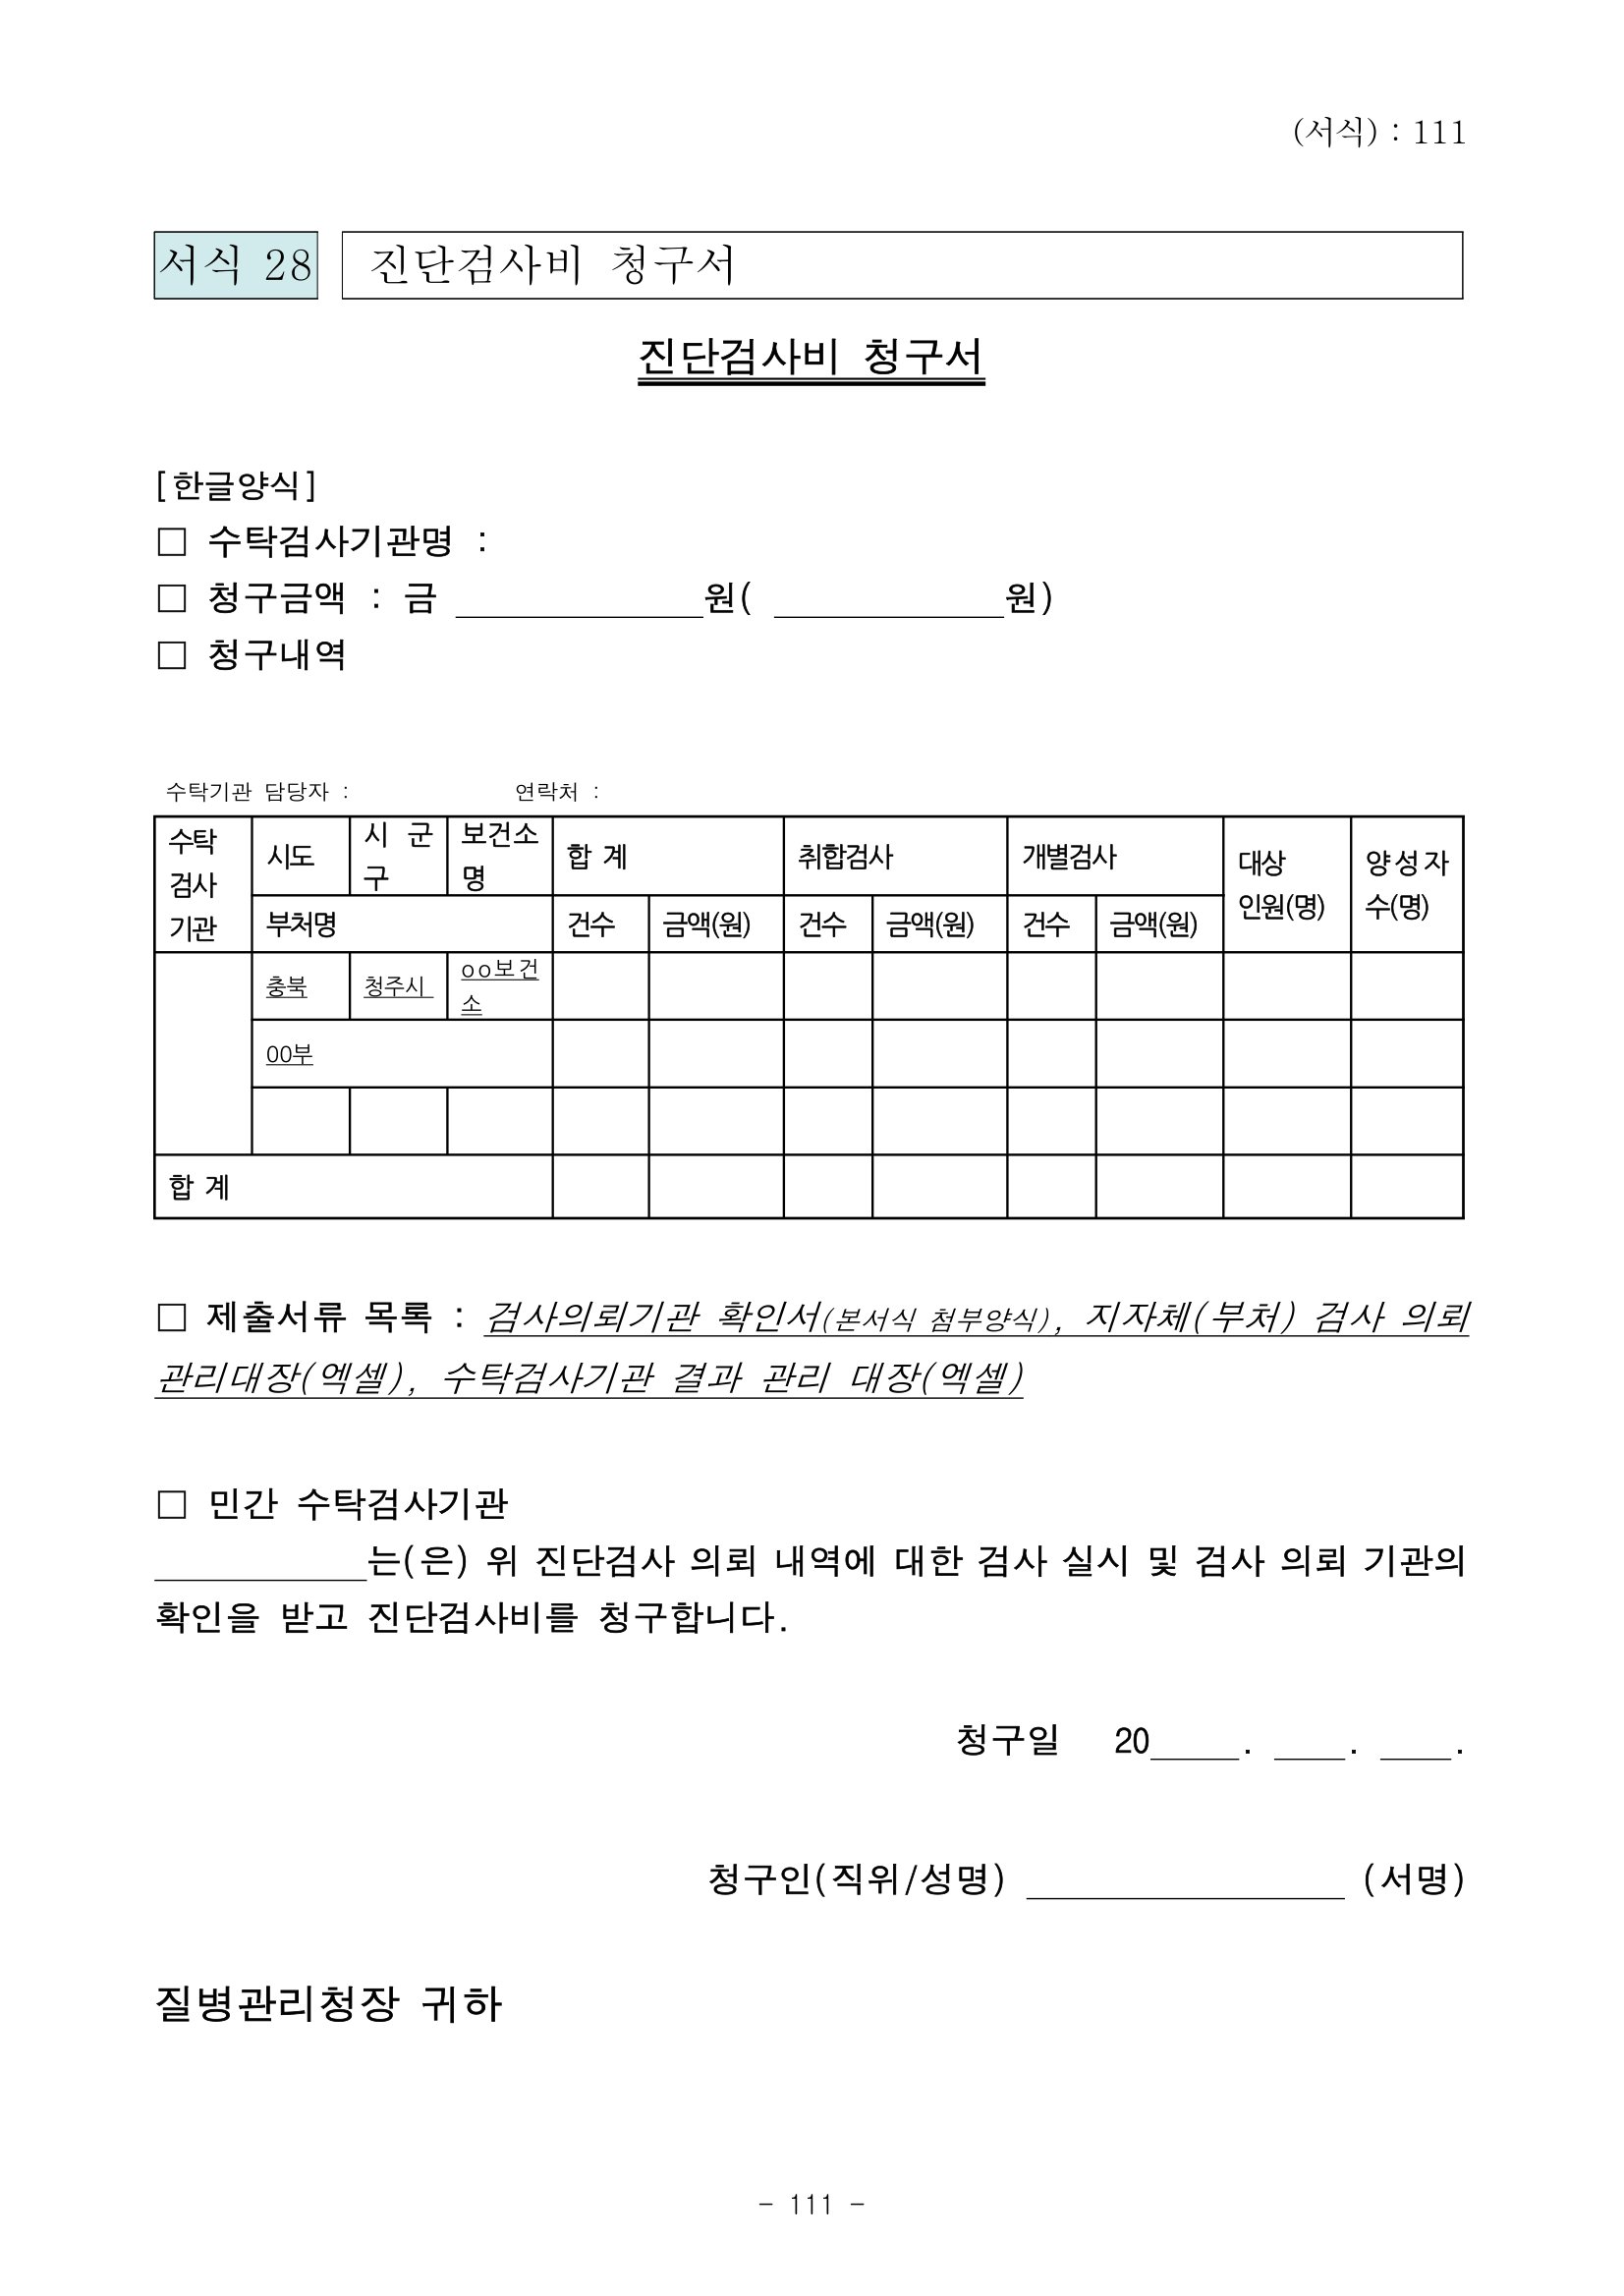 (서식) : 111
서식 28 진단검사비 청구서
진단검사비 청구서
[한글양식]
□ 수탁검사기관명 :
□ 청구금액 : 금 ______________원( _____________원)
□ 청구내역
수탁기관 담당자 : 연락처 :
수탁 검사 기관 시도 시 군 구 보건소 명 합 계 취합검사 개별검사 대상 인원(명) 양성자 수(명)
부처명 건수 금액(원) 건수 금액(원) 건수 금액(원)
충북 청주시 oo보건소
00부
합 계
□ 제출서류 목록 : 검사의뢰기관 확인서(본서식 첨부양식), 지자체(부처) 검사 의뢰
관리대장(엑셀), 수탁검사기관 결과 관리 대장(엑셀)
□ 민간 수탁검사기관
____________는(은) 위 진단검사 의뢰 내역에 대한 검사 실시 및 검사 의뢰 기관의
확인을 받고 진단검사비를 청구합니다.
청구일 20_____. ____. ____.
청구인(직위/성명) __________________ (서명)
질병관리청장 귀하
- 111 -